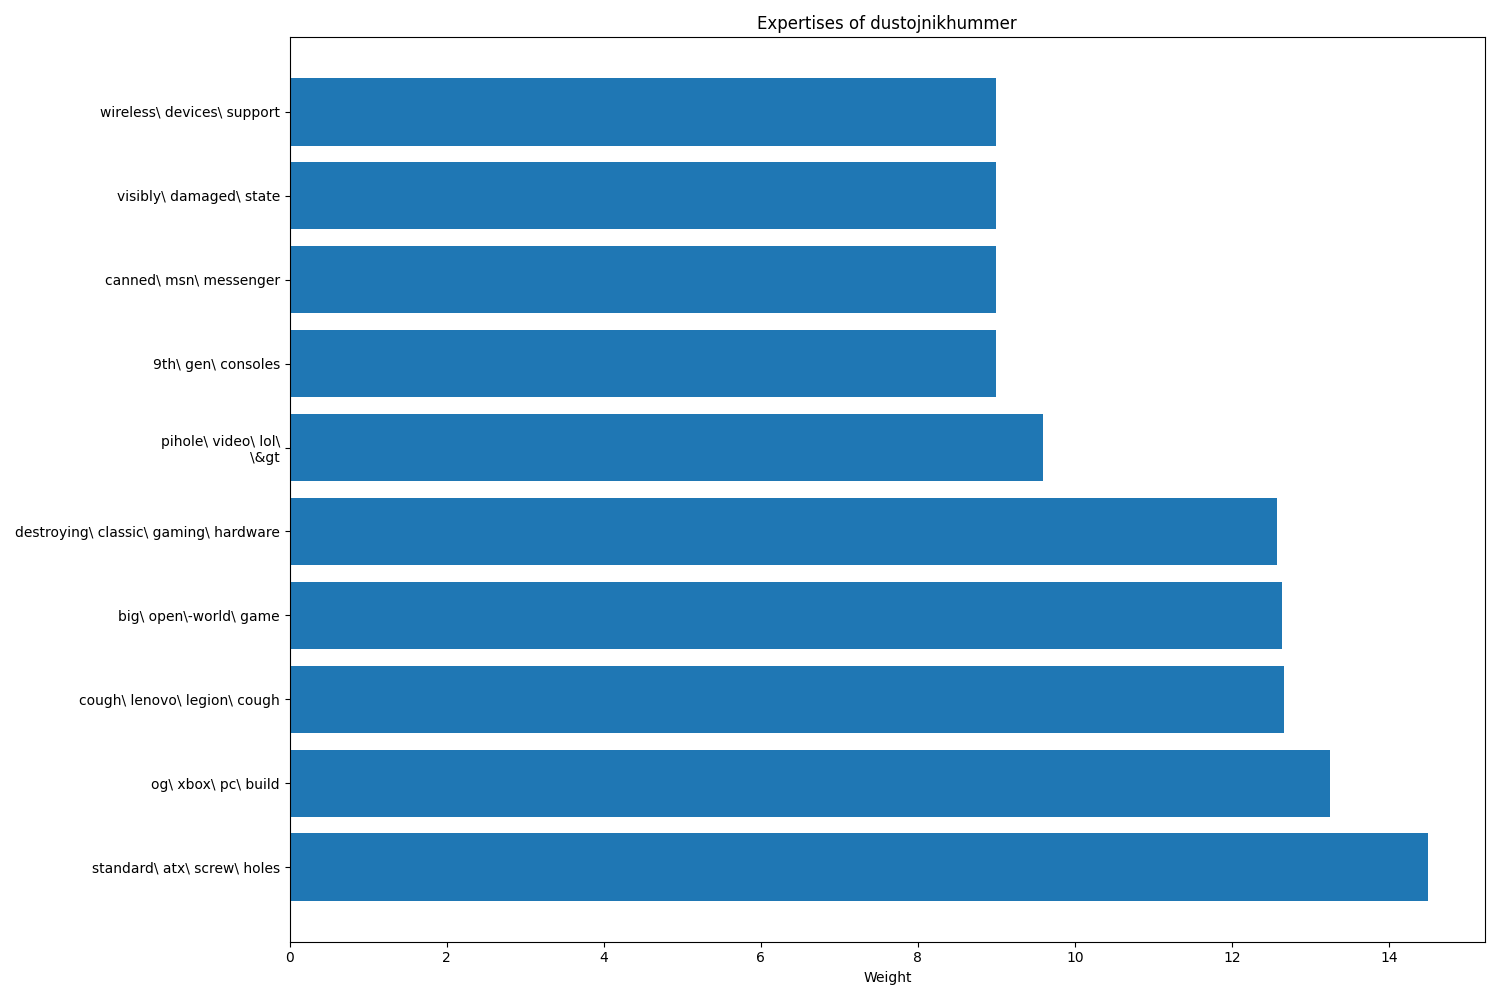 Expertises of dustojnikhummer
wireless\ devices\ support
visibly\ damaged\ state
canned\ msn\ messenger
9th\ gen\ consoles
pihole\ video\ lol\
\&gt
destroying\ classic\ gaming\ hardware
big\ open\-world\ game
cough\ lenovo\ legion\ cough
og\ xbox\ pc\ build
standard\ atx\ screw\ holes
0 2 4 6 8 10 12 14
Weight